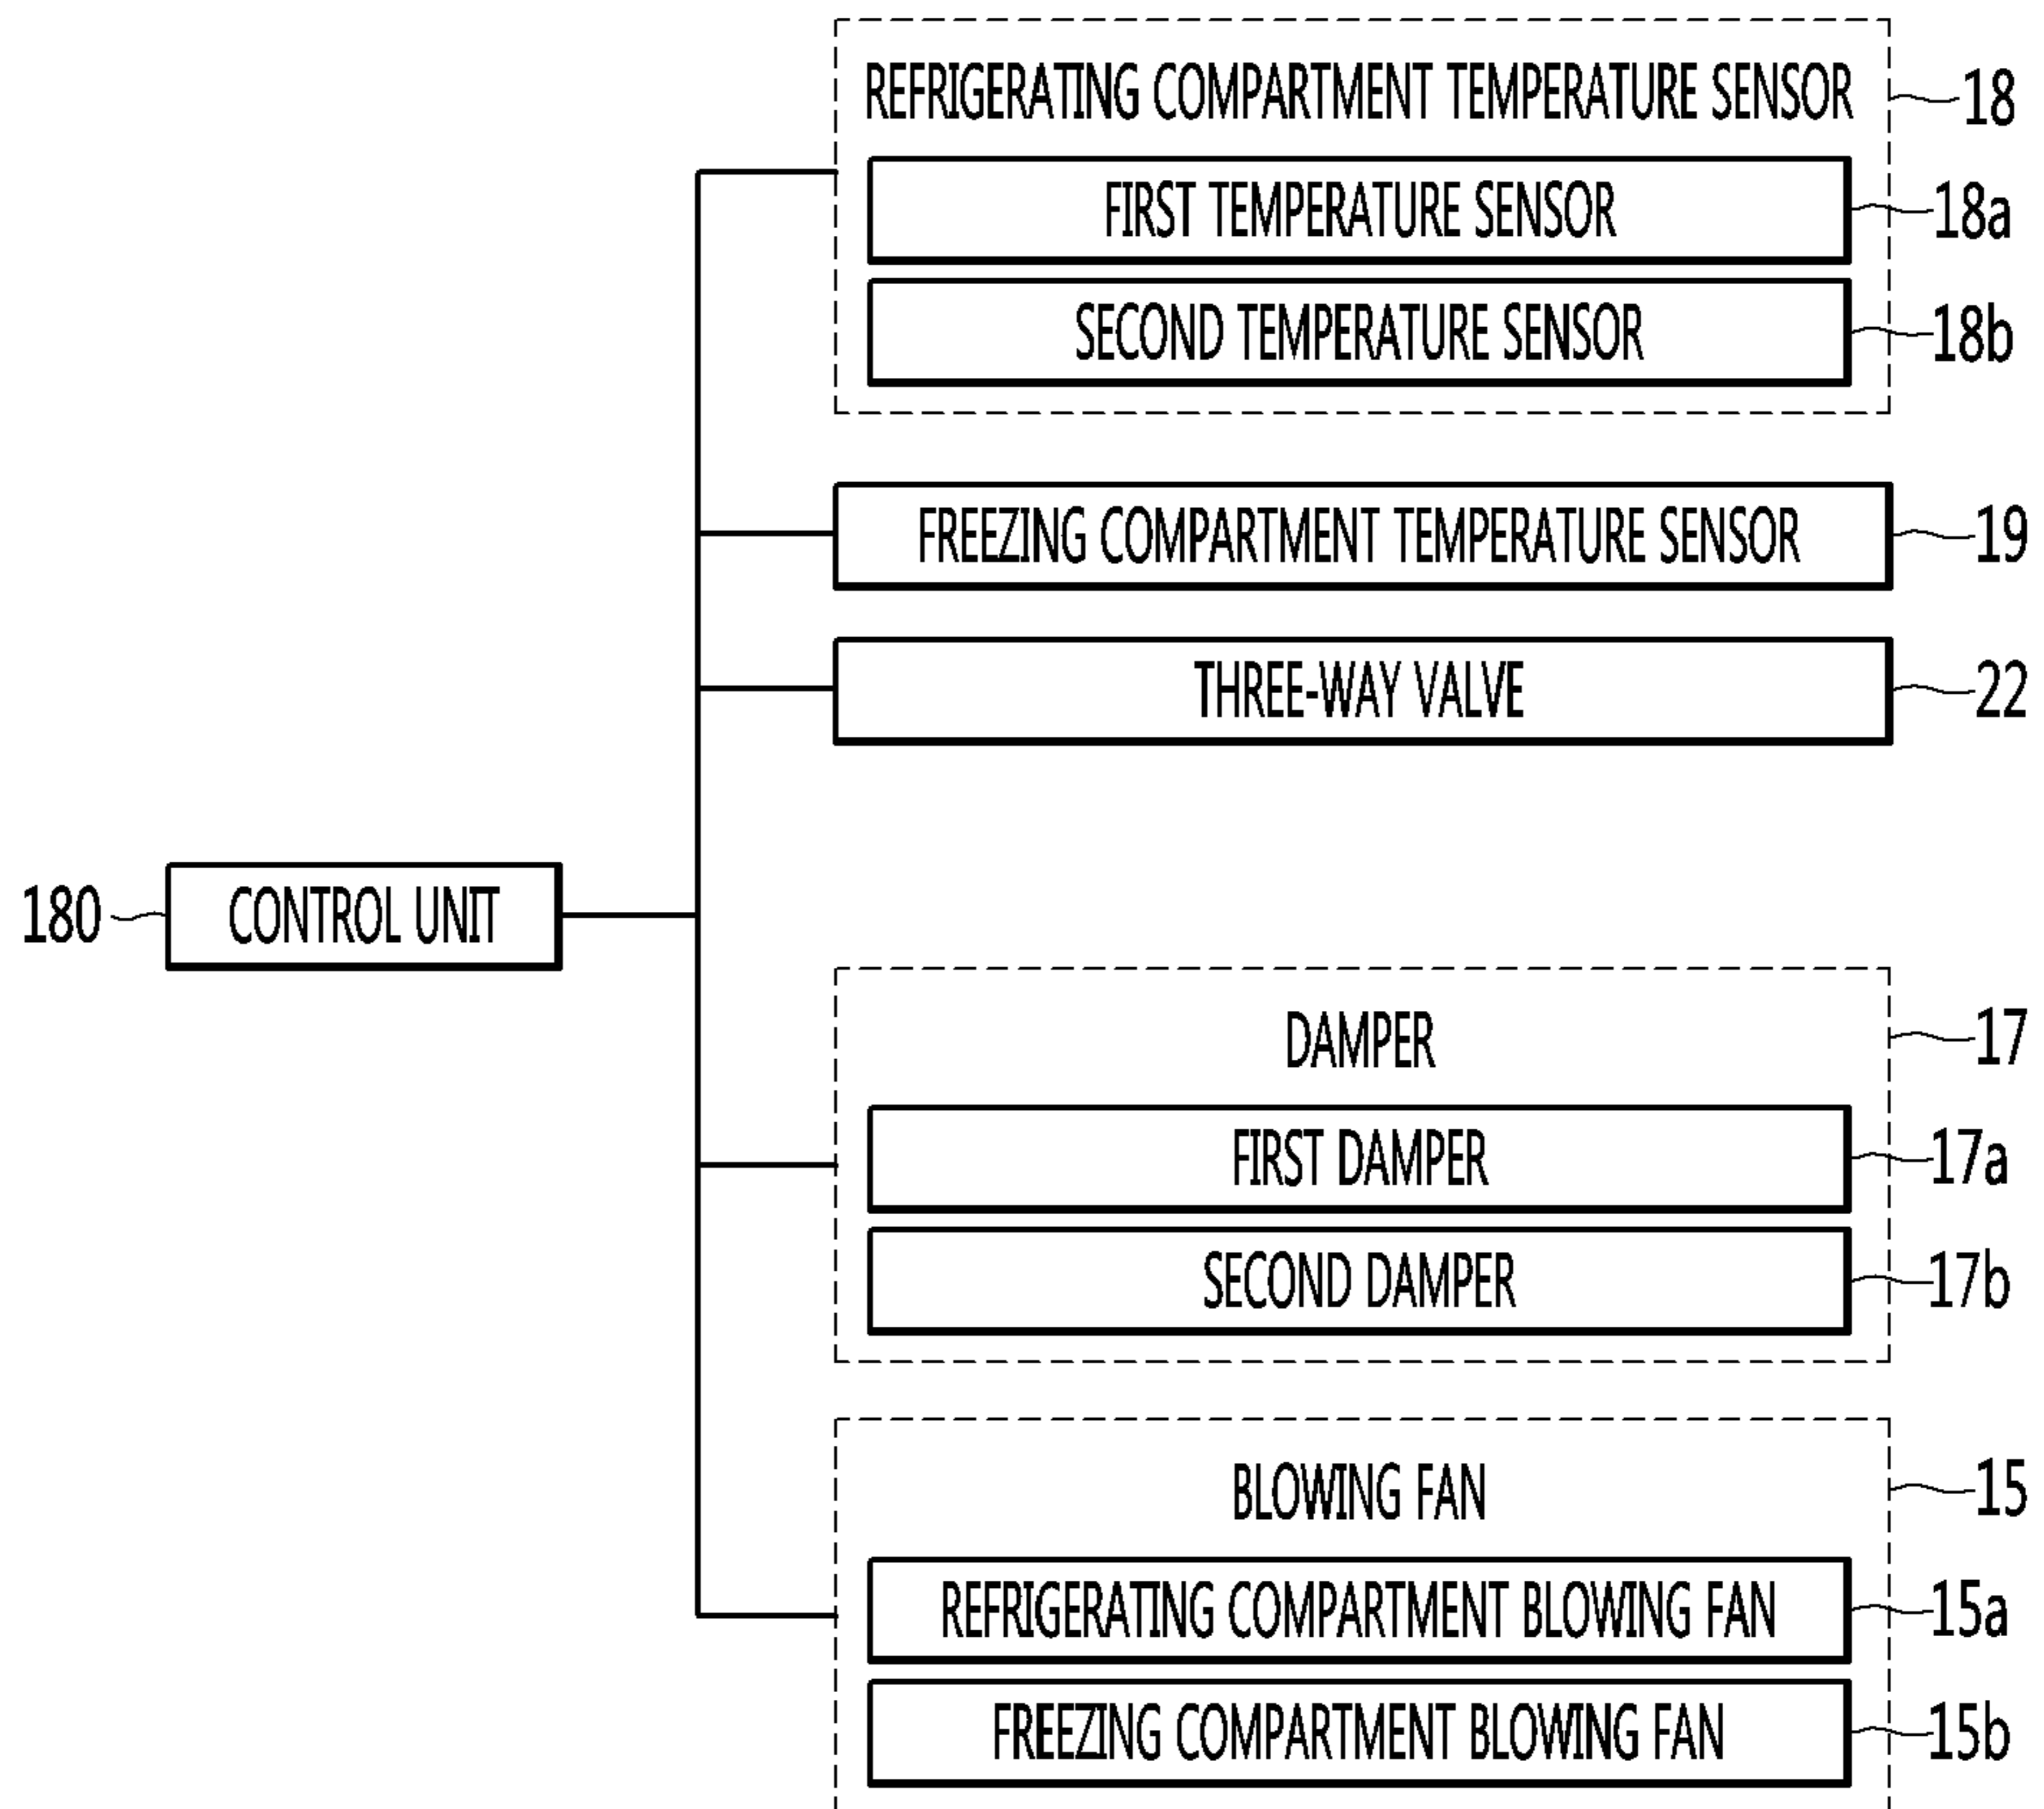 REFRIGERATING COMPARTMENT TEMPERATURE SENSOR 18
FIRST TEMPERATURE SENSOR 18a
SECOND TEMPERATURE SENSOR 18b
FREEZING COMPARTMENT TEMPERATURE SENSOR 19
THREE-WAY VALVE 22
180 CONTROL UNIT
DAMPER 17
FIRST DAMPER 17a
SECOND DAMPER 17b
BLOWING FAN 15
REFRIGERATING COMPARTMENT BLOWING FAN 15a
FREEZING COMPARTMENT BLOWING FAN 15b